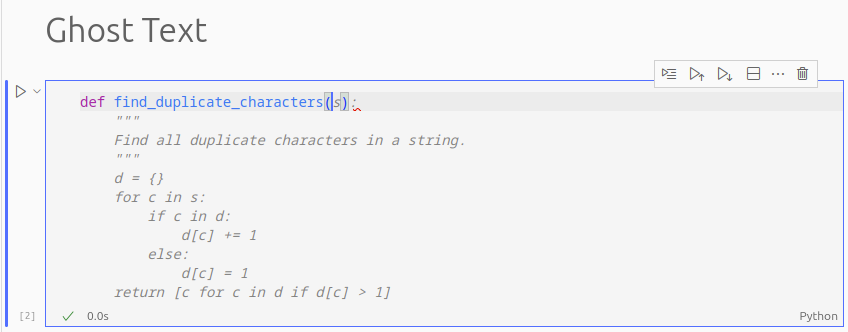 Ghost Text
def find_duplicate_characters(s):
    """
    Find all duplicate characters in a string.
    """
    d = {}
    for c in s:
        if c in d:
            d[c] += 1
        else:
            d[c] = 1
    return [c for c in d if d[c] > 1]
[2] 0.0s Python